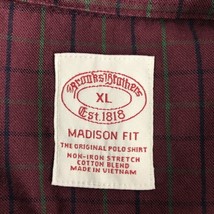 Brooks Brothers
XL
Est. 1818
MADISON FIT
THE ORIGINAL POLO SHIRT
NON-IRON STRETCH
COTTON BLEND
MADE IN VIETNAM